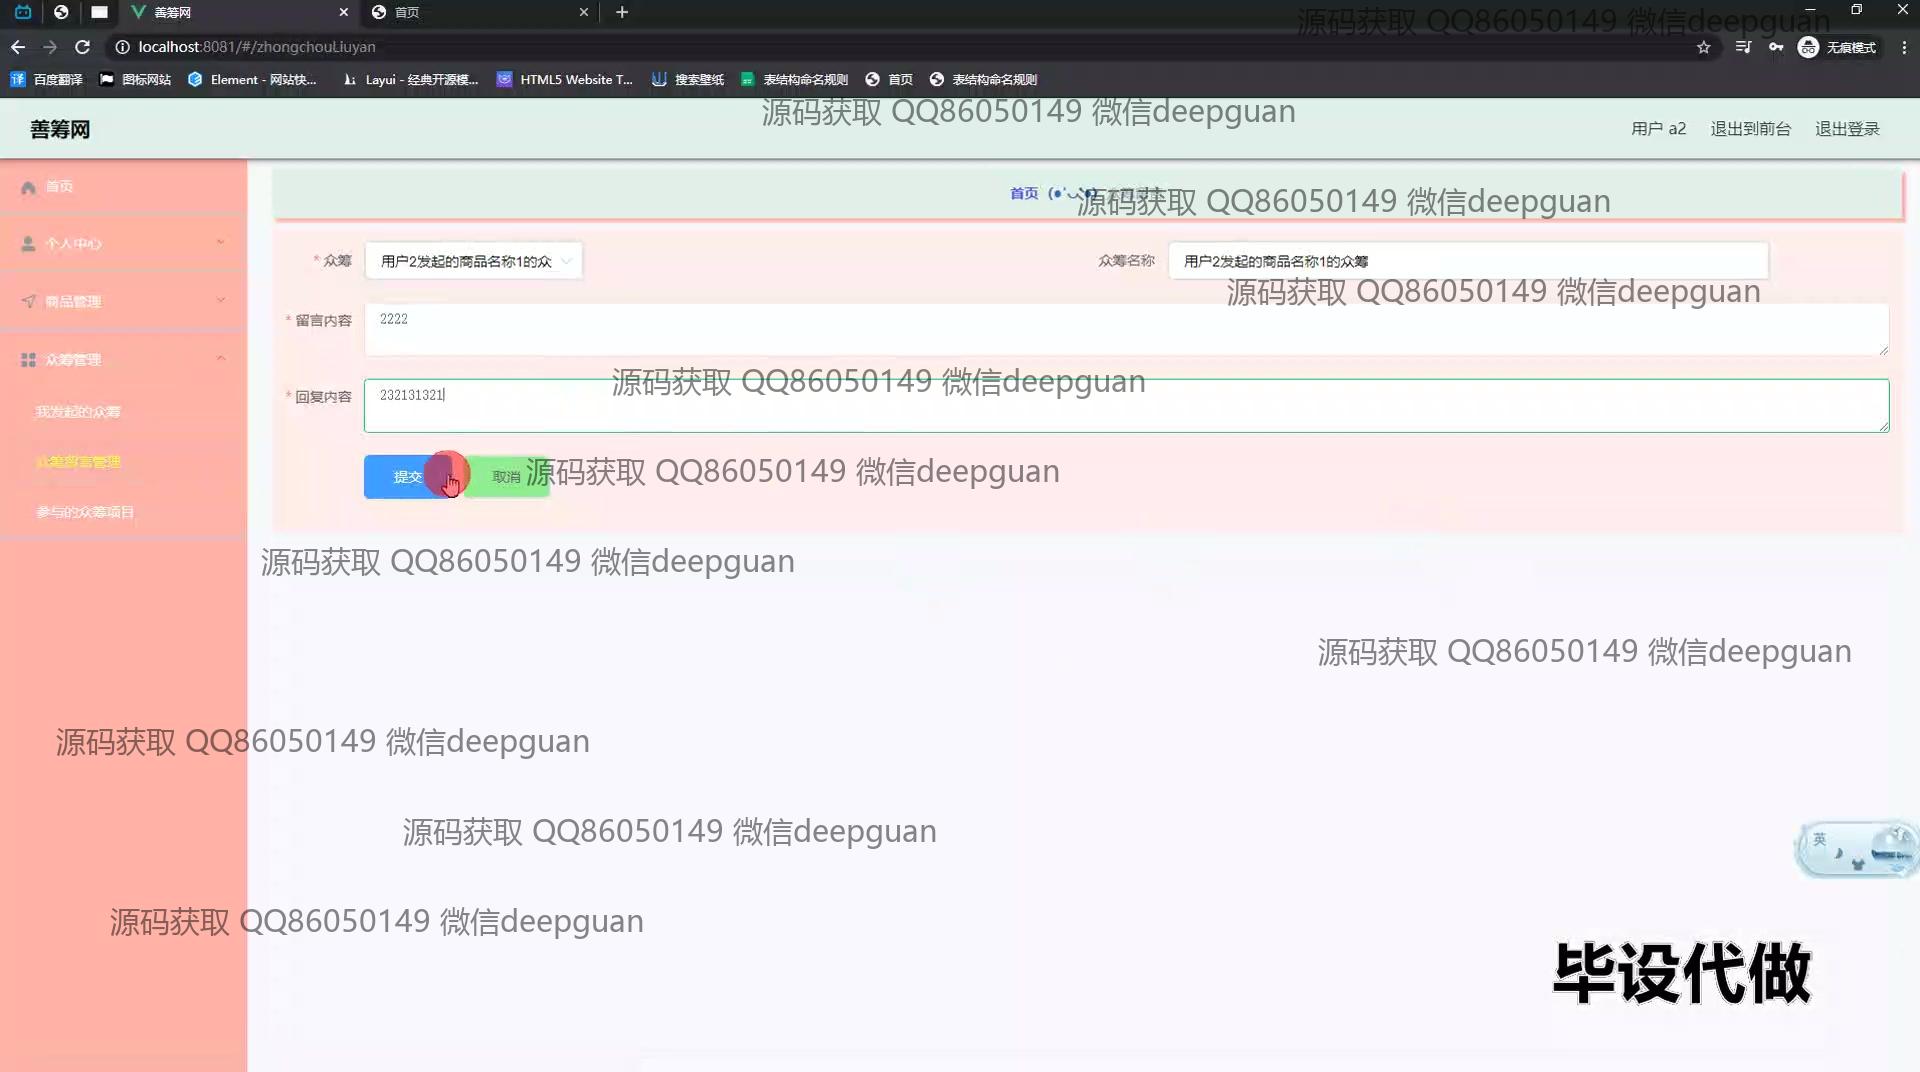 善筹网
首页
localhost:8081/#/zhongchouLiuyan
无痕模式
百度翻译
图标网站
Element - 网站快...
Layui - 经典开源模...
HTML5 Website T...
搜索壁纸
表结构命名规则
首页
表结构命名规则
源码获取 QQ86050149 微信deepguan
源码获取 QQ86050149 微信deepguan
善筹网
用户 a2
退出到前台
退出登录
首页
个人中心
商品管理
众筹管理
我发起的众筹
众筹留言管理
参与的众筹项目
首页 (●'◡'●)
源码获取 QQ86050149 微信deepguan
* 众筹
用户2发起的商品名称1的众
众筹名称
用户2发起的商品名称1的众筹
源码获取 QQ86050149 微信deepguan
* 留言内容
2222
源码获取 QQ86050149 微信deepguan
* 回复内容
232131321
提交
取消
源码获取 QQ86050149 微信deepguan
源码获取 QQ86050149 微信deepguan
源码获取 QQ86050149 微信deepguan
源码获取 QQ86050149 微信deepguan
源码获取 QQ86050149 微信deepguan
英
源码获取 QQ86050149 微信deepguan
毕设代做